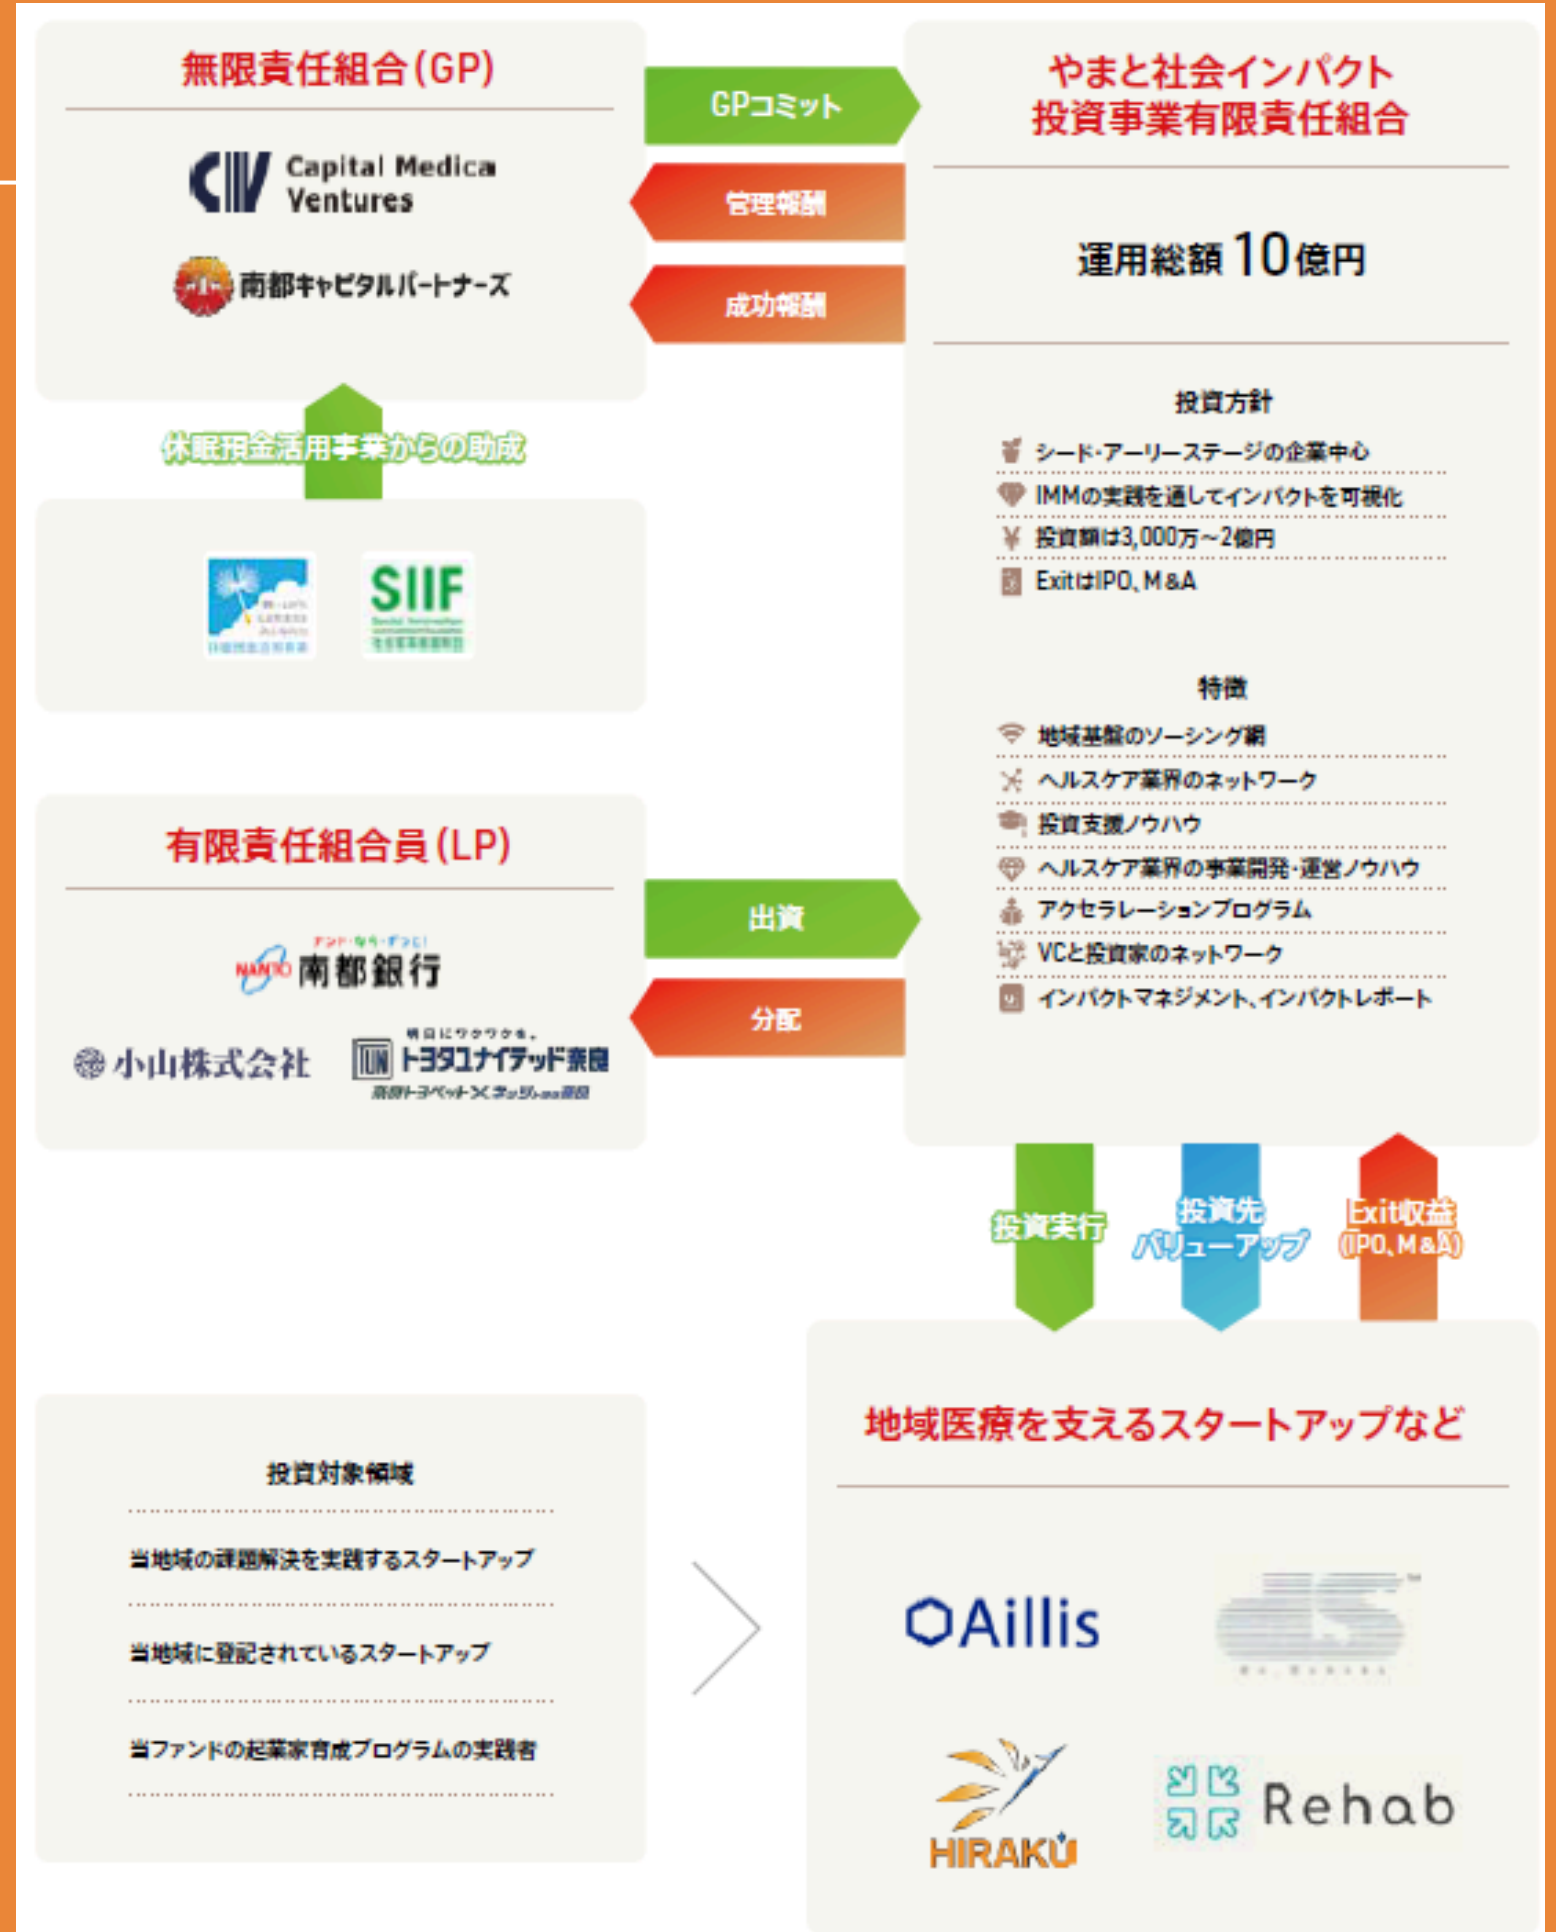 無限責任組合(GP)
Capital Medica
Ventures
南都キャピタルパートナーズ
GPコミット
管理報酬
成功報酬
休眠預金活用事業からの助成
SIIF
有限責任組合員(LP)
ナント・なら・ずっと!
NANTO 南都銀行
小山株式会社
明日にワクワクを。
TUN トヨタユナイテッド奈良
出資
分配
やまと社会インパクト
投資事業有限責任組合
運用総額 10億円
投資方針
シード・アーリーステージの企業中心
IMMの実践を通してインパクトを可視化
¥ 投資額は3,000万～2億円
ExitはIPO、M&A
特徴
地域基盤のソーシング網
ヘルスケア業界のネットワーク
投資支援ノウハウ
ヘルスケア業界の事業開発・運営ノウハウ
アクセラレーションプログラム
VCと投資家のネットワーク
インパクトマネジメント、インパクトレポート
投資実行
投資先
バリューアップ
Exit収益
(IPO、M&A)
投資対象領域
当地域の課題解決を実践するスタートアップ
当地域に登記されているスタートアップ
当ファンドの起業家育成プログラムの実践者
地域医療を支えるスタートアップなど
Aillis
HIRAKU
Rehab